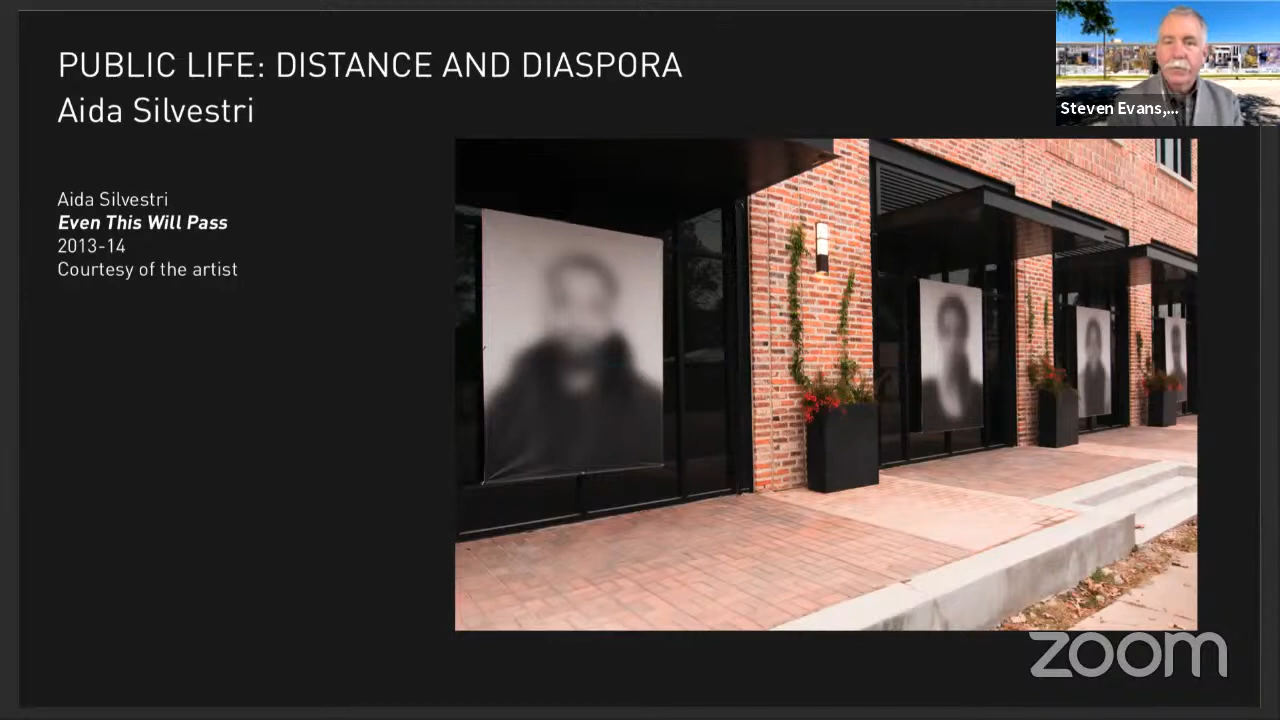 PUBLIC LIFE: DISTANCE AND DIASPORA
Aida Silvestri
Steven Evans,...
Aida Silvestri
Even This Will Pass
2013-14
Courtesy of the artist
zoom